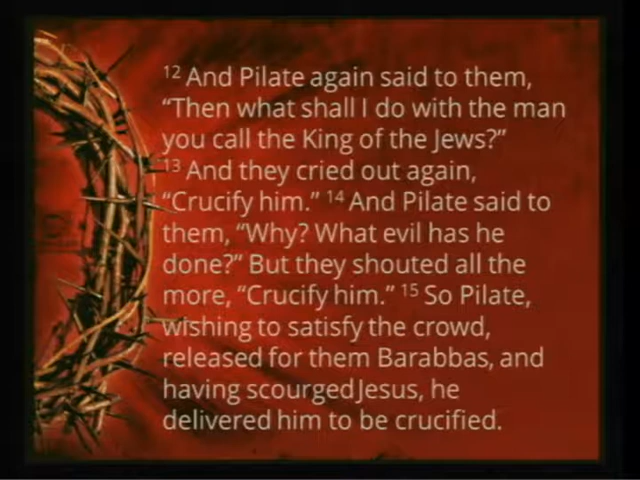 12 And Pilate again said to them,
“Then what shall I do with the man
you call the King of the Jews?”
13 And they cried out again,
“Crucify him.” 14 And Pilate said to
them, “Why? What evil has he
done?” But they shouted all the
more, “Crucify him.” 15 So Pilate,
wishing to satisfy the crowd,
released for them Barabbas, and
having scourged Jesus, he
delivered him to be crucified.